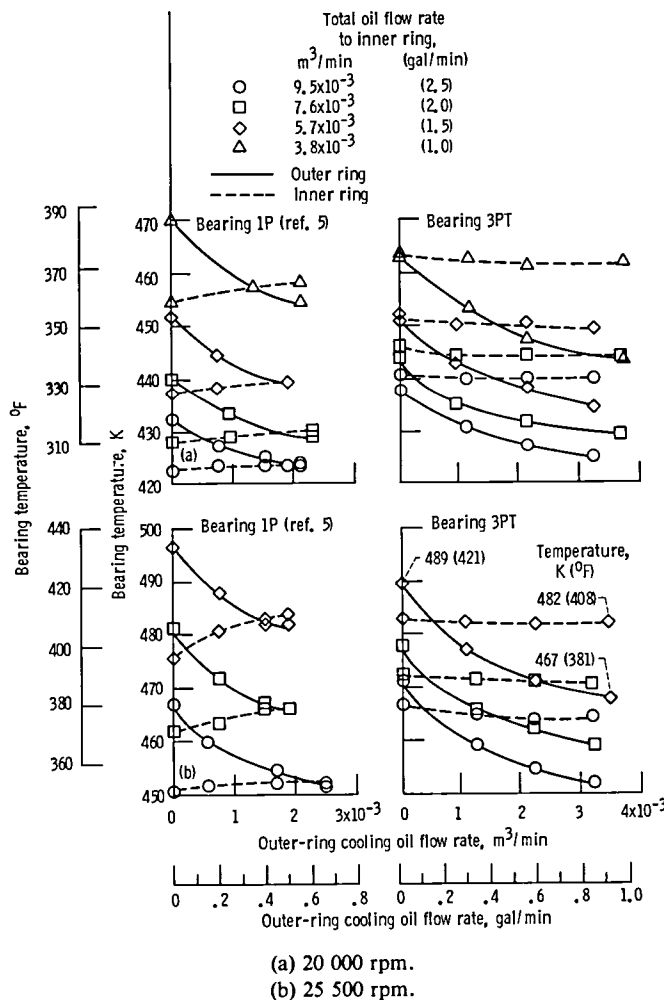 Total oil flow rate
to inner ring,
m³/min (gal/min)
9.5x10⁻³ (2.5)
7.6x10⁻³ (2.0)
5.7x10⁻³ (1.5)
3.8x10⁻³ (1.0)
Outer ring
Inner ring
Bearing temperature, °F
390
370
350
330
310
Bearing temperature, K
470
460
450
440
430
420
Bearing 1P (ref. 5)
(a)
Bearing 3PT
440
420
400
380
360
500
490
480
470
460
450
Bearing 1P (ref. 5)
(b)
Bearing 3PT
489 (421)
Temperature,
K (°F)
482 (408)
467 (381)
0 1 2 3x10⁻³ 0 1 2 3 4x10⁻³
Outer-ring cooling oil flow rate, m³/min
0 .2 .4 .6 .8 0 .2 .4 .6 .8 1.0
Outer-ring cooling oil flow rate, gal/min
(a) 20 000 rpm.
(b) 25 500 rpm.